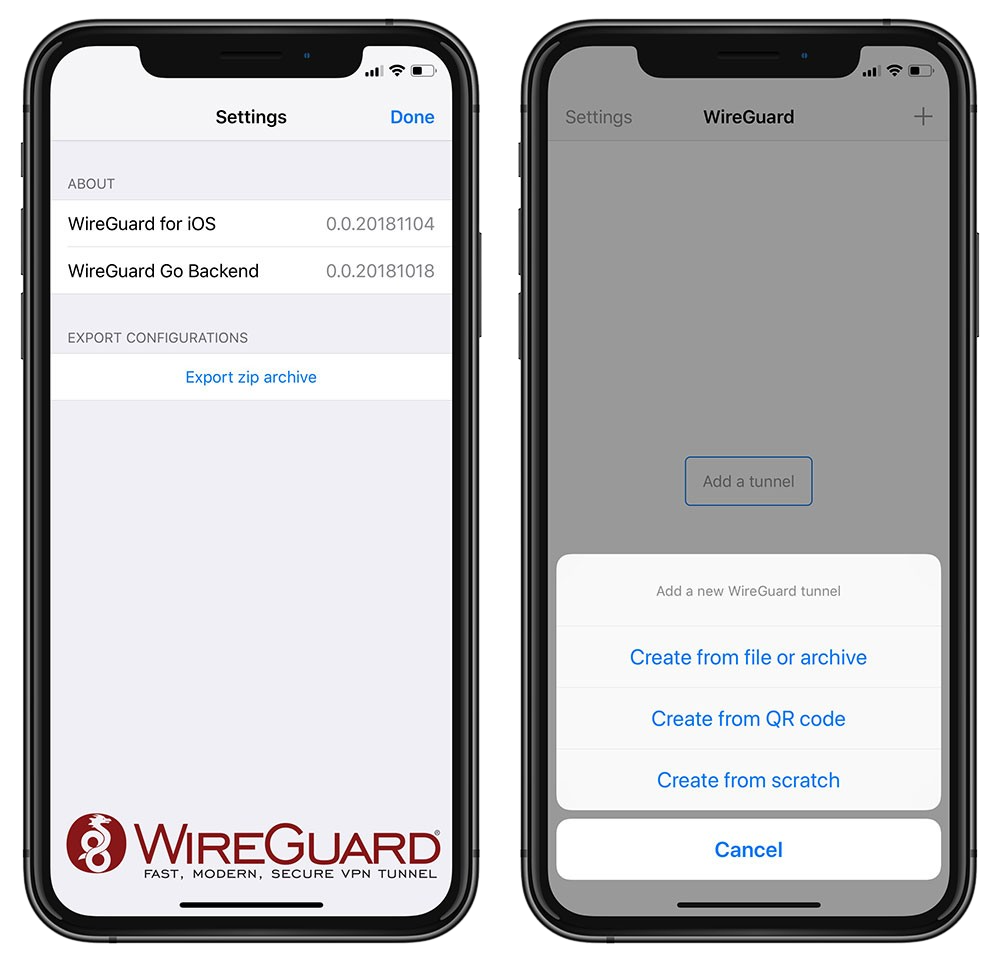 Settings
Done
ABOUT
WireGuard for iOS 0.0.20181104
WireGuard Go Backend 0.0.20181018
EXPORT CONFIGURATIONS
Export zip archive
WIREGUARD®
FAST, MODERN, SECURE VPN TUNNEL
Settings
WireGuard
+
Add a tunnel
Add a new WireGuard tunnel
Create from file or archive
Create from QR code
Create from scratch
Cancel